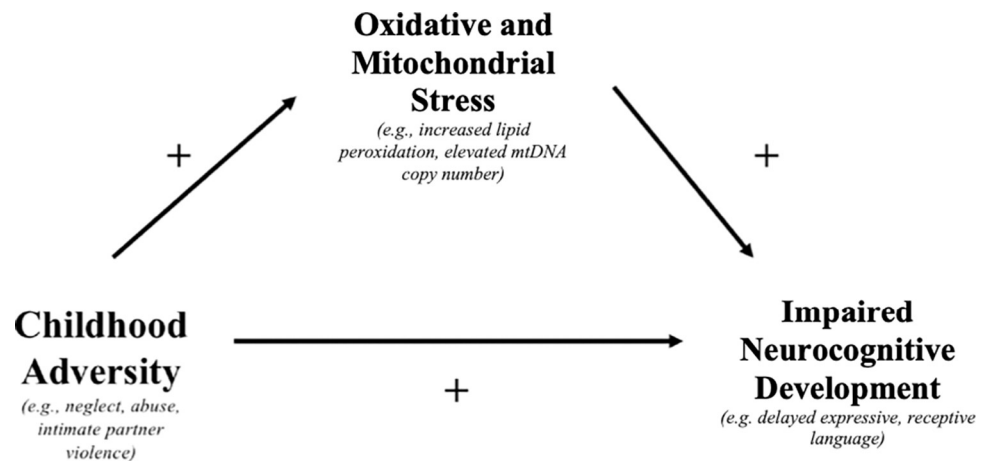 Oxidative and
Mitochondrial
Stress
(e.g., increased lipid
peroxidation, elevated mtDNA
copy number)
+
+
Childhood
Adversity
(e.g., neglect, abuse,
intimate partner
violence)
+
Impaired
Neurocognitive
Development
(e.g. delayed expressive, receptive
language)